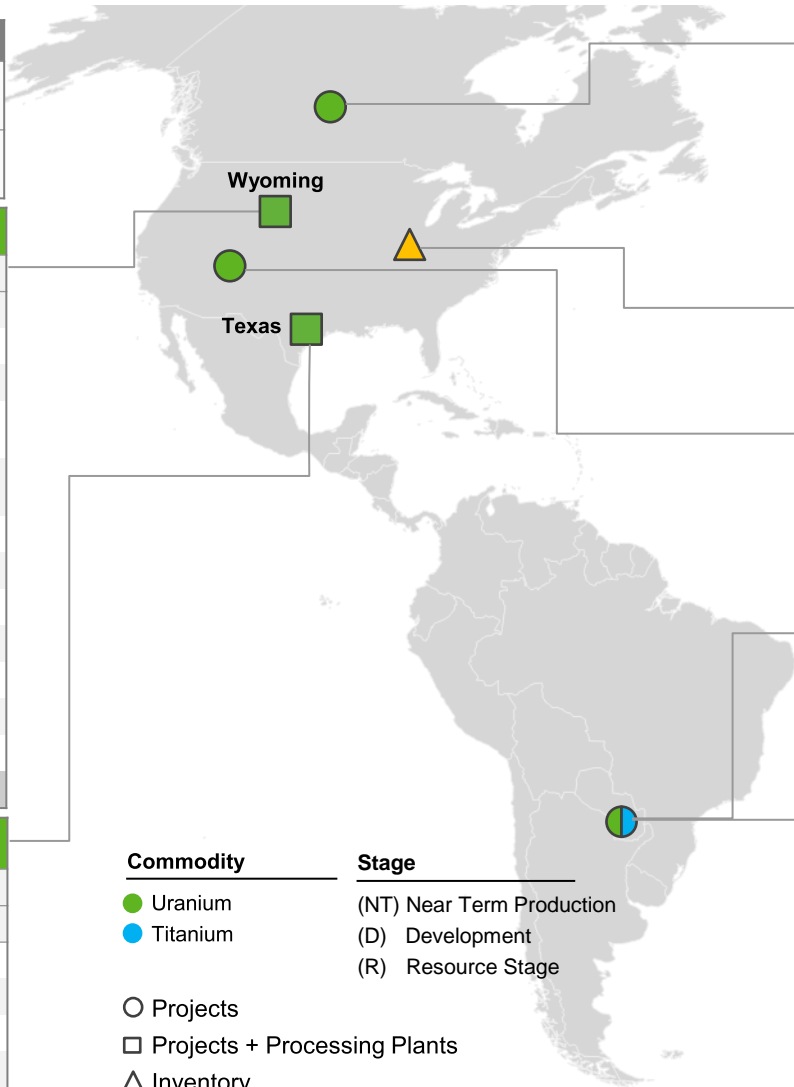 Wyoming
Texas
Commodity
Stage
Uranium
Titanium
(NT) Near Term Production
(D) Development
(R) Resource Stage
Projects
Projects + Processing Plants
Inventory